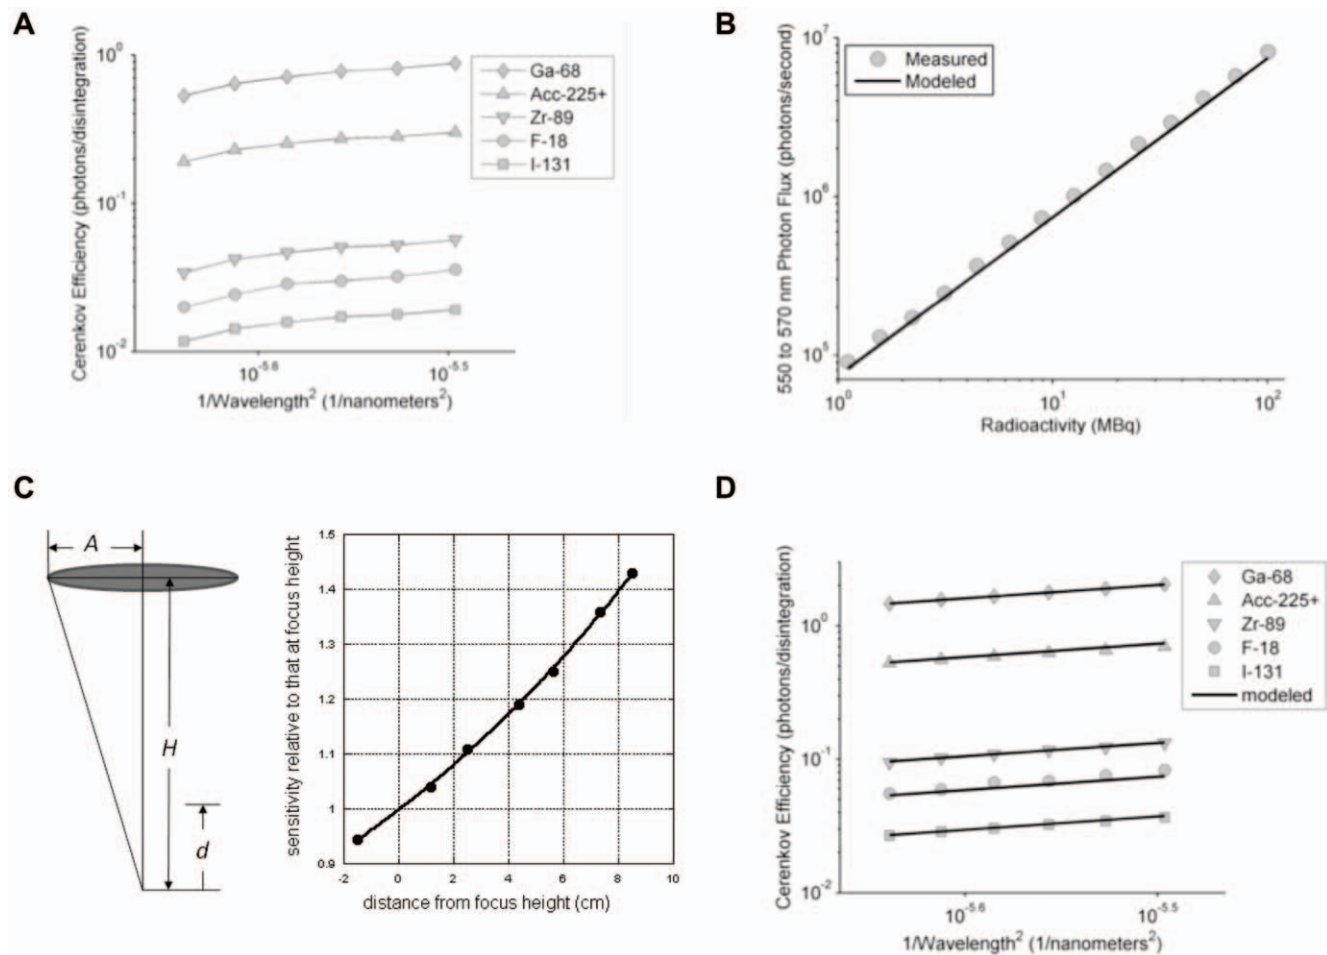 A
Cerenkov Efficiency (photons/disintegration)
10^0
10^-1
10^-2
10^-5.6
10^-5.5
1/Wavelength^2 (1/nanometers^2)
Ga-68
Acc-225+
Zr-89
F-18
I-131
B
550 to 570 nm Photon Flux (photons/second)
10^7
10^6
10^5
10^0
10^1
10^2
Radioactivity (MBq)
Measured
Modeled
C
A
H
d
sensitivity relative to that at focus height
1.5
1.4
1.3
1.2
1.1
1
0.9
-2
0
2
4
6
8
10
distance from focus height (cm)
D
Cerenkov Efficiency (photons/disintegration)
10^0
10^-1
10^-2
10^-5.6
10^-5.5
1/Wavelength^2 (1/nanometers^2)
Ga-68
Acc-225+
Zr-89
F-18
I-131
modeled